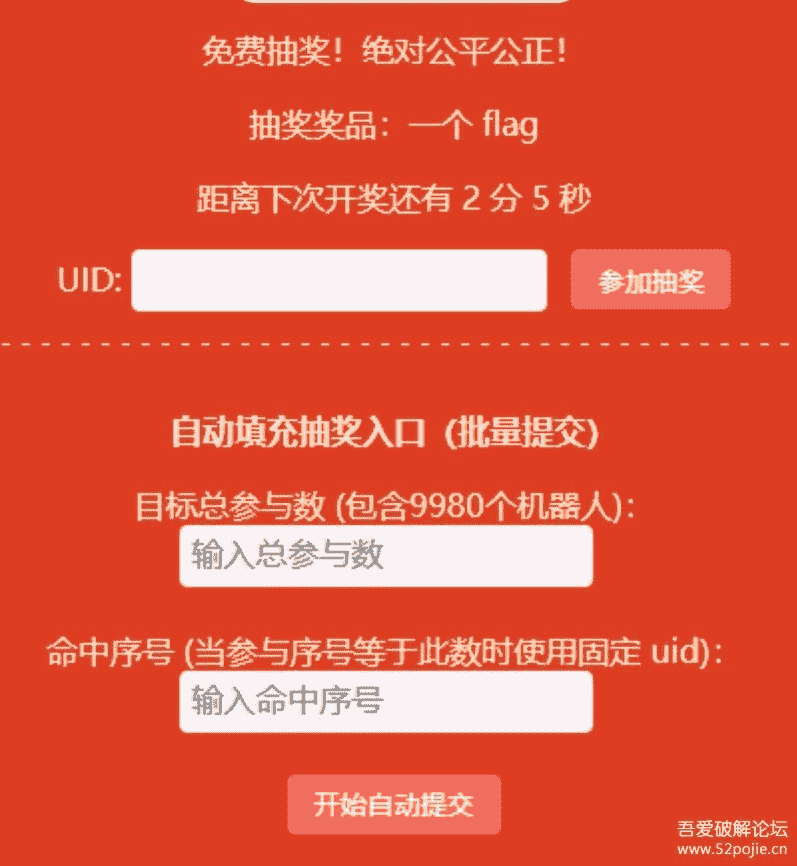 免费抽奖！绝对公平公正！
抽奖奖品：一个 flag
距离下次开奖还有 2 分 5 秒
UID:
参加抽奖
自动填充抽奖入口 (批量提交)
目标总参与数 (包含9980个机器人)：
输入总参与数
命中序号 (当参与序号等于此数时使用固定 uid)：
输入命中序号
开始自动提交
吾爱破解论坛
www.52pojie.cn